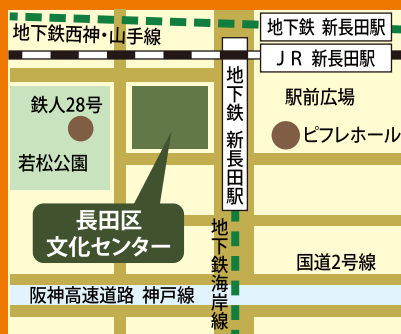 地下鉄西神・山手線
地下鉄 新長田駅
JR 新長田駅
地下鉄 新長田駅
鉄人28号
若松公園
駅前広場
ピフレホール
長田区
文化センター
地下鉄海岸線
国道2号線
阪神高速道路 神戸線